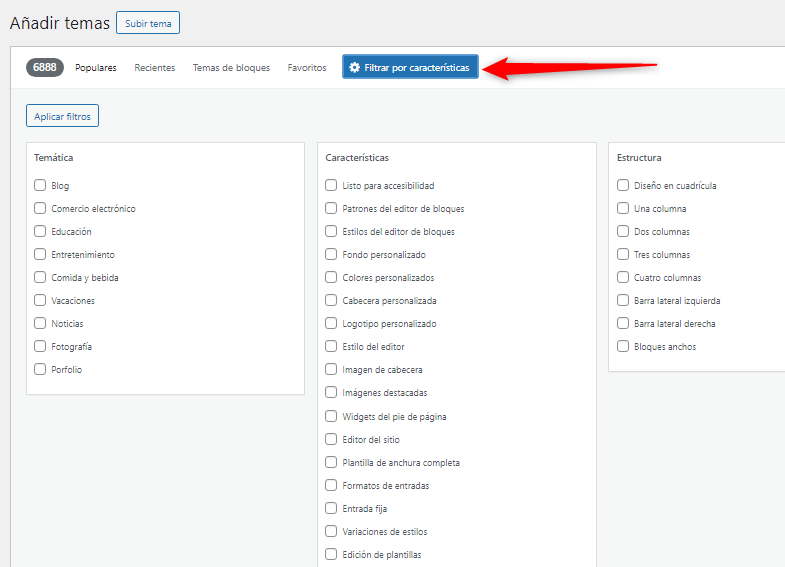 Añadir temas Subir tema
6888 Populares Recientes Temas de bloques Favoritos Filtrar por características
Aplicar filtros
Temática
Blog
Comercio electrónico
Educación
Entretenimiento
Comida y bebida
Vacaciones
Noticias
Fotografía
Porfolio
Características
Listo para accesibilidad
Patrones del editor de bloques
Estilos del editor de bloques
Fondo personalizado
Colores personalizados
Cabecera personalizada
Logotipo personalizado
Estilo del editor
Imagen de cabecera
Imágenes destacadas
Widgets del pie de página
Editor del sitio
Plantilla de anchura completa
Formatos de entradas
Entrada fija
Variaciones de estilos
Edición de plantillas
Estructura
Diseño en cuadrícula
Una columna
Dos columnas
Tres columnas
Cuatro columnas
Barra lateral izquierda
Barra lateral derecha
Bloques anchos